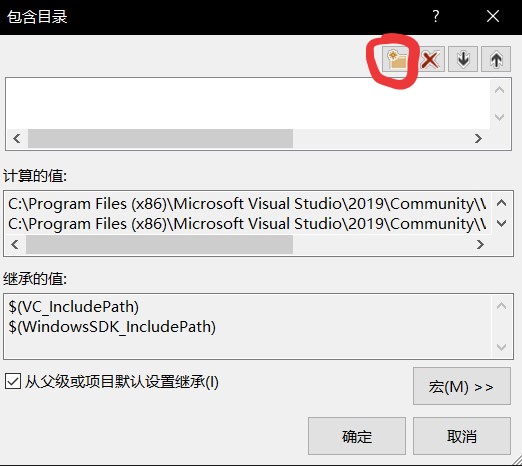 包含目录
计算的值:
C:\Program Files (x86)\Microsoft Visual Studio\2019\Community\\
C:\Program Files (x86)\Microsoft Visual Studio\2019\Community\\
继承的值:
$(VC_IncludePath)
$(WindowsSDK_IncludePath)
从父级或项目默认设置继承(I)
宏(M) >>
确定
取消